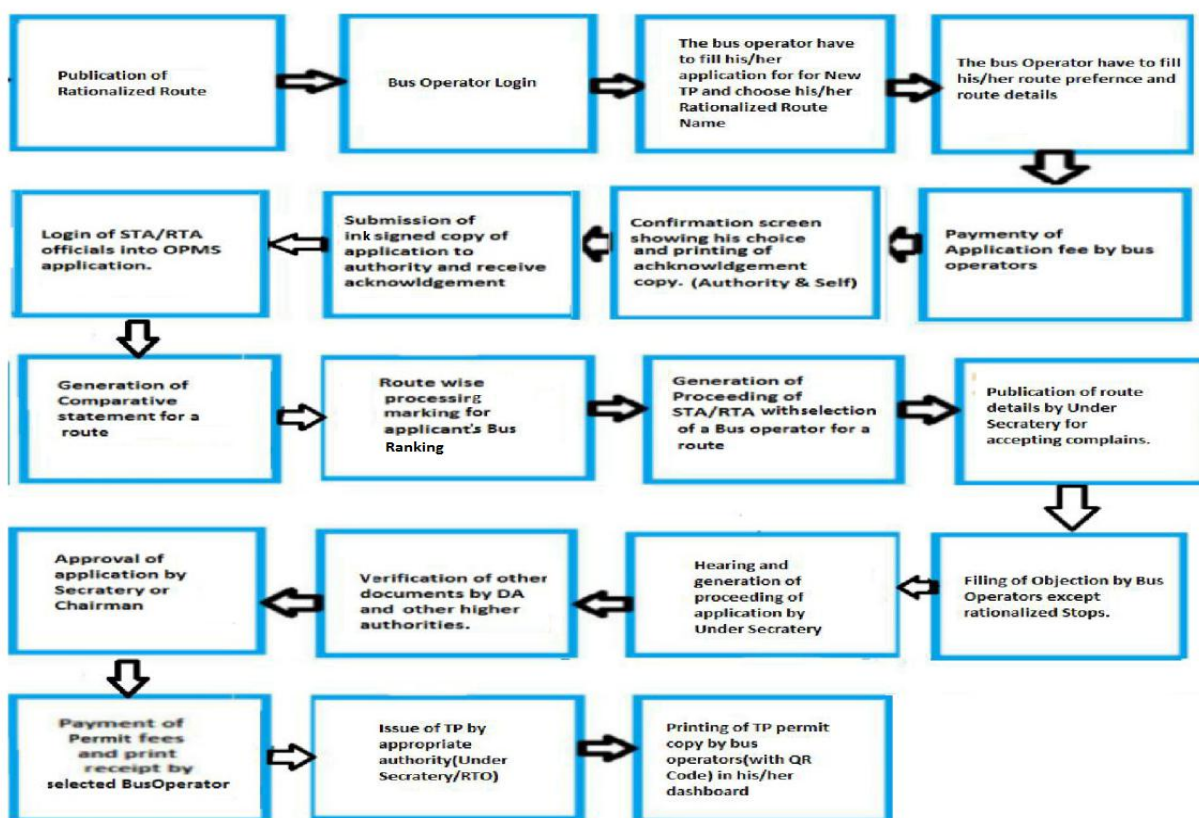 Publication of
Rationalized Route
Bus Operator Login
The bus operator have
to fill his/her
application for for New
TP and choose his/her
Rationalized Route
Name
The bus Operator have to fill
his/her route prefernce and
route details
Paymenty of
Application fee by bus
operators
Confirmation screen
showing his choice
and printing of
achknowldgement
copy. (Authority & Self)
Submission of
ink signed copy of
application to
authority and receive
acknowldgement
Login of STA/RTA
officials into OPMS
application.
Generation of
Comparative
statement for a
route
Route wise
processing
marking for
applicant's Bus
Ranking
Generation of
Proceeding of
STA/RTA withselection
of a Bus operator for a
route
Publication of route
details by Under
Secratery for
accepting complains.
Filing of Objection by Bus
Operators except
rationalized Stops.
Hearing and
generation of
proceeding of
application by
Under Secratery
Verification of other
documents by DA
and other higher
authorities.
Approval of
application by
Secratery or
Chairman
Payment of
Permit fees
and print
receipt by
selected BusOperator
Issue of TP by
appropriate
authority(Under
Secratery/RTO)
Printing of TP permit
copy by bus
operators(with QR
Code) in his/her
dashboard